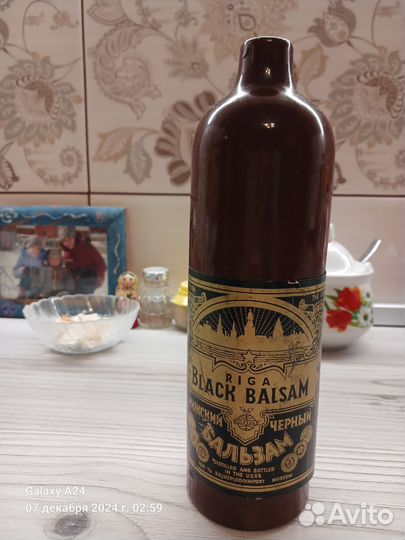 RIGA
BLACK BALSAM
ЧЕРНЫЙ
БАЛЬЗАМ
DISTILLED AND BOTTLED
IN THE USSR
SOJUZPLODOIMPORT MOSCOW
Galaxy A24
07 декабря 2024 г. 02:59
Avito